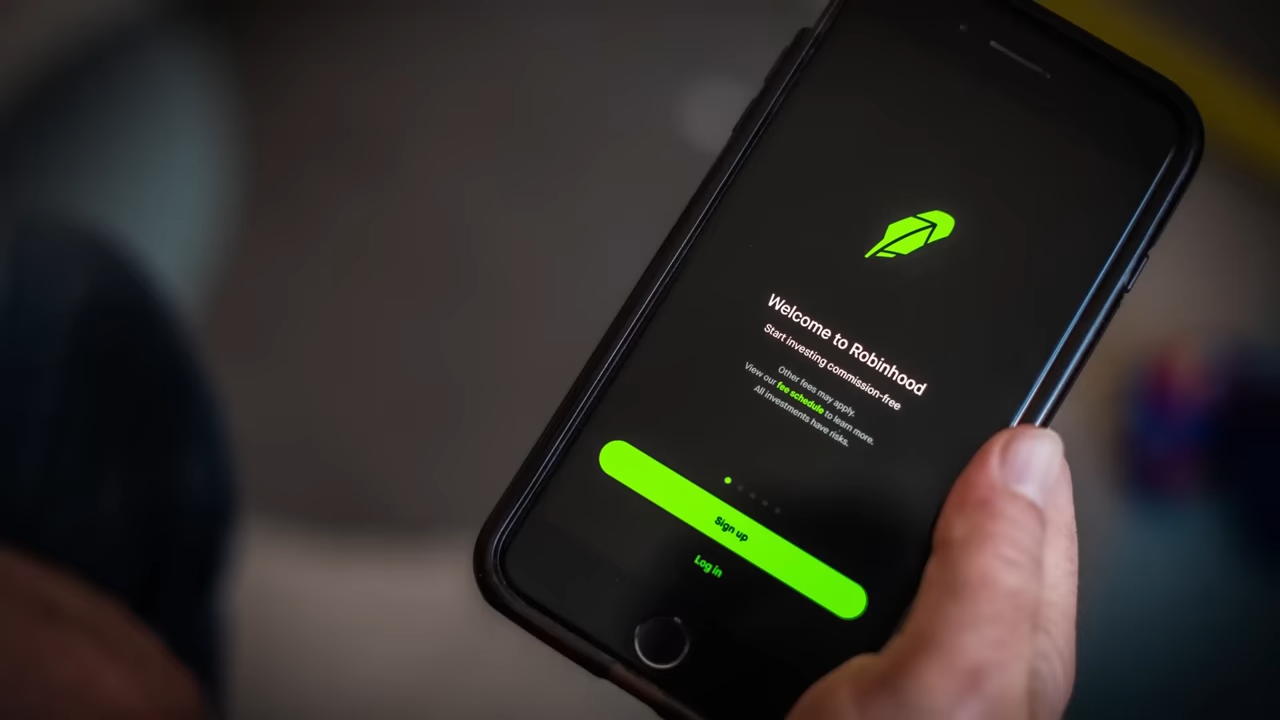 Welcome to Robinhood
Start investing commission-free
Other fees may apply.
View our fee schedule to learn more.
All investments have risks.
Sign up
Log in